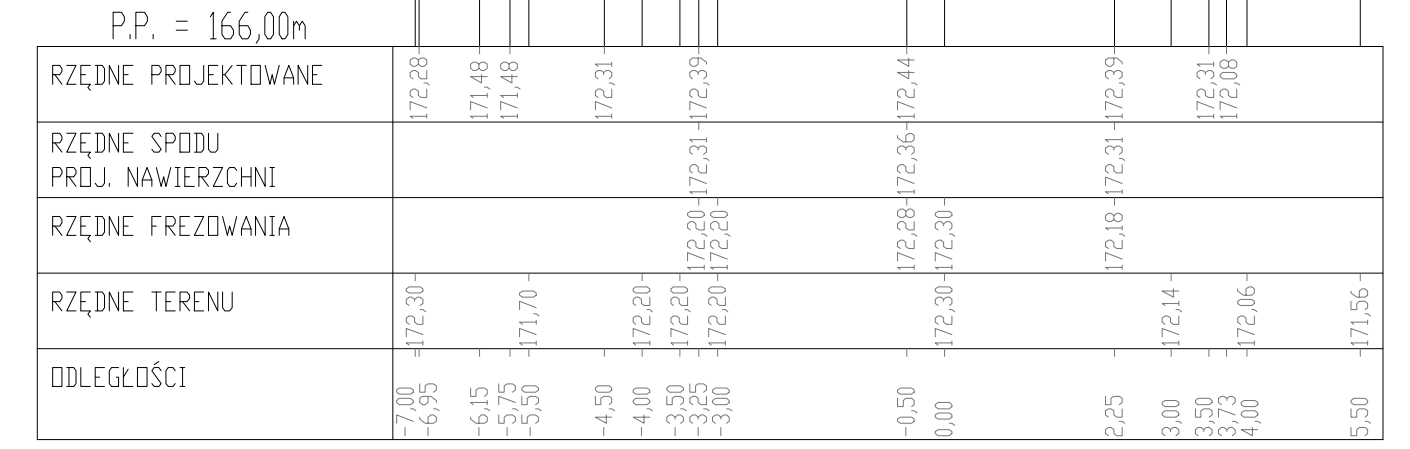 P.P. = 166,00m
RZĘDNE PROJEKTOWANE 172,28 171,48 171,48 172,31 172,39 172,44 172,39 172,31 172,08
RZĘDNE SPODU
PROJ. NAWIERZCHNI 172,31 172,36 172,31
RZĘDNE FREZOWANIA 172,20 172,20 172,28 172,30 172,18
RZĘDNE TERENU 172,30 171,70 172,20 172,20 172,20 172,30 172,14 172,06 171,56
ODLEGŁOŚCI -7,00 -6,95 -6,15 -5,75 -5,50 -4,50 -4,00 -3,50 -3,25 -3,00 -0,50 0,00 2,25 3,00 3,50 3,73 4,00 5,50